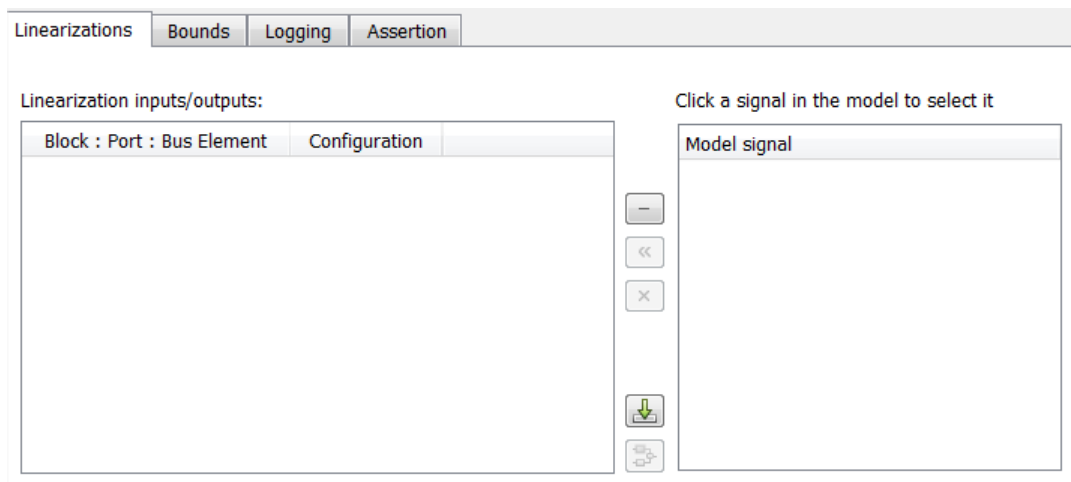 Linearizations Bounds Logging Assertion
Linearization inputs/outputs: Click a signal in the model to select it
Block : Port : Bus Element Configuration Model signal